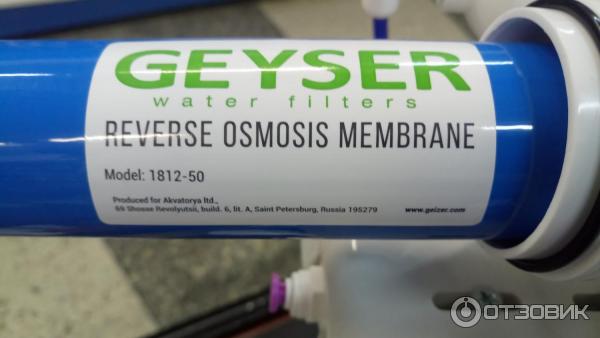 GEYSER
water filters
REVERSE OSMOSIS MEMBRANE
Model: 1812-50
Produced for Akvatorya ltd.,
69 Shosse Revolyutsii, build. 6, lit. A, Saint Petersburg, Russia 195279
www.geizer.com
ОТЗОВИК